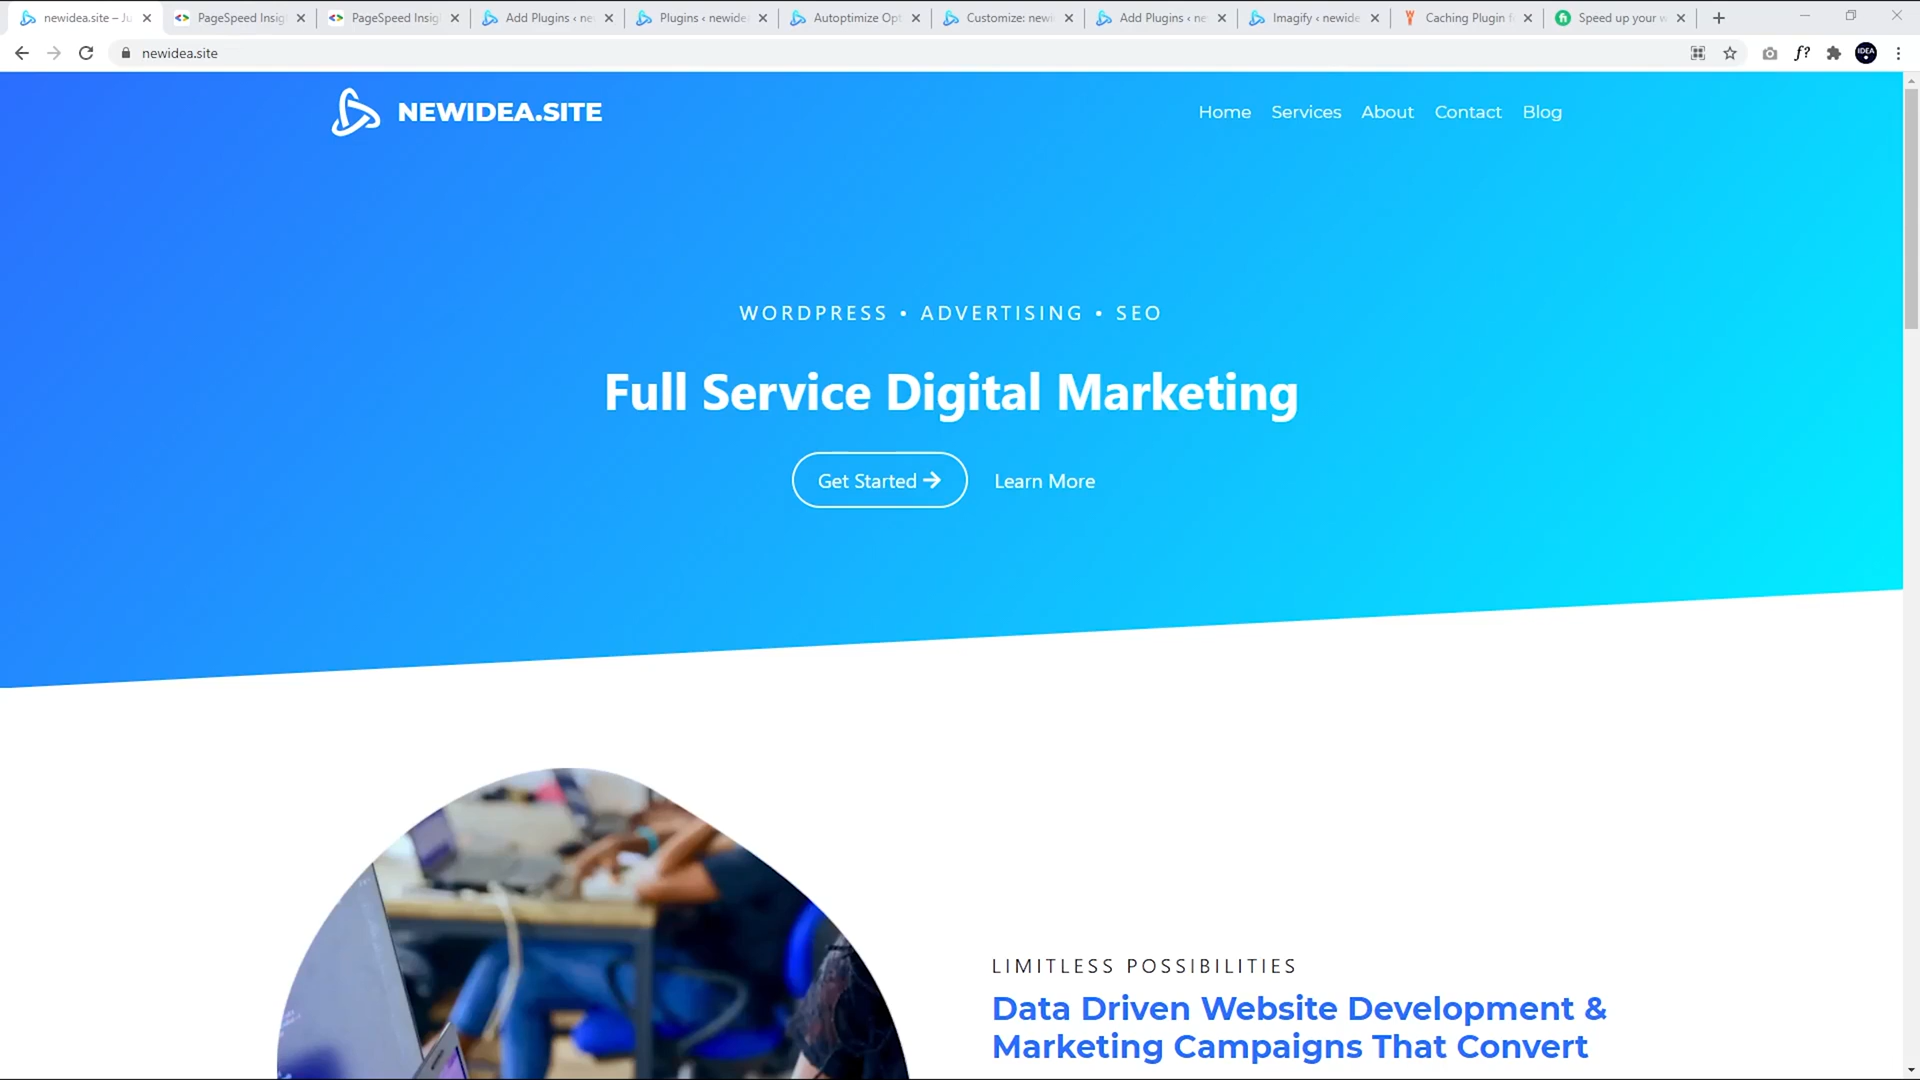 newidea.site – Ju
PageSpeed Insig
PageSpeed Insig
Add Plugins ‹ ne
Plugins ‹ newide
Autoptimize Opt
Customize: newi
Add Plugins ‹ ne
Imagify ‹ newide
Caching Plugin f
Speed up your w
newidea.site
f?
IDEA
NEWIDEA.SITE
Home
Services
About
Contact
Blog
WORDPRESS • ADVERTISING • SEO
Full Service Digital Marketing
Get Started
Learn More
LIMITLESS POSSIBILITIES
Data Driven Website Development &
Marketing Campaigns That Convert